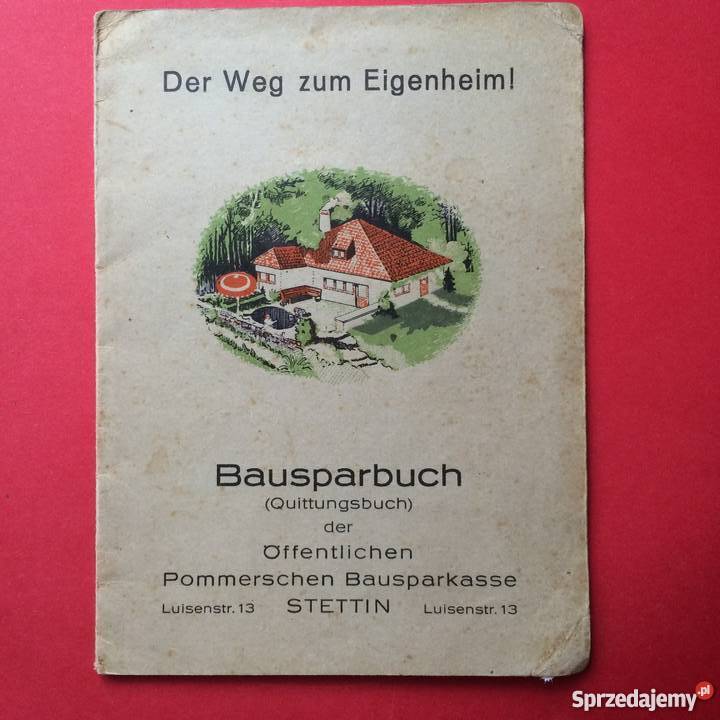 Der Weg zum Eigenheim!
Bausparbuch
(Quittungsbuch)
der
Öffentlichen
Pommerschen Bausparkasse
Luisenstr. 13 STETTIN Luisenstr. 13
Sprzedajemy.pl